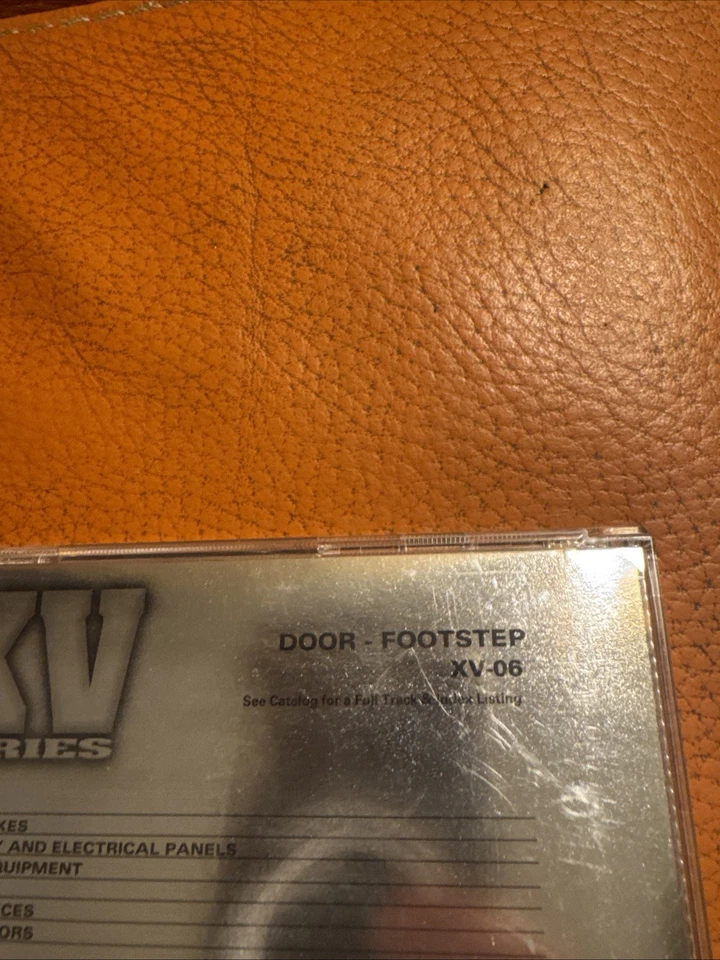 XV
RIES
DOOR - FOOTSTEP
XV-06
See Catalog for a Full Track & Index Listing
KES
AND ELECTRICAL PANELS
QUIPMENT
CES
ORS